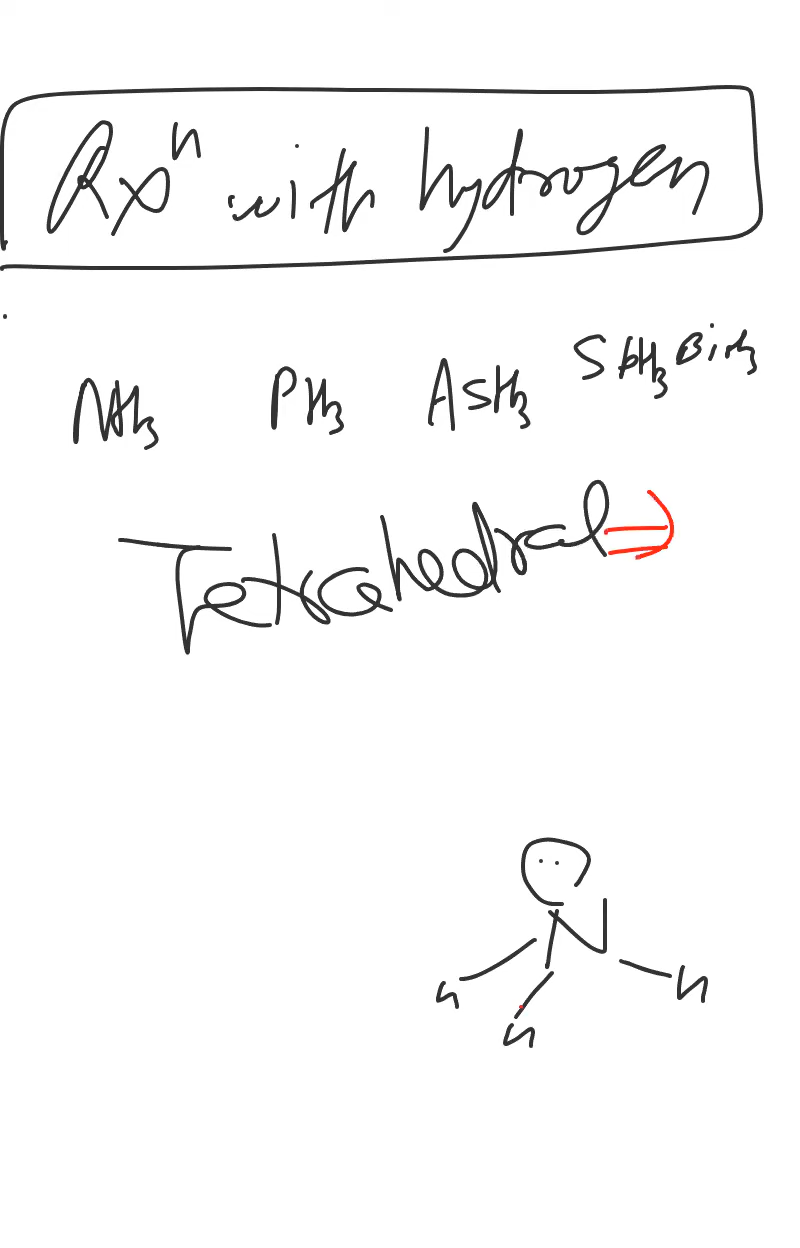 Rxⁿ with hydrogen
NH₃ PH₃ AsH₃ SbH₃ BiH₃
Tetrahedral ⇒
N
H H
H